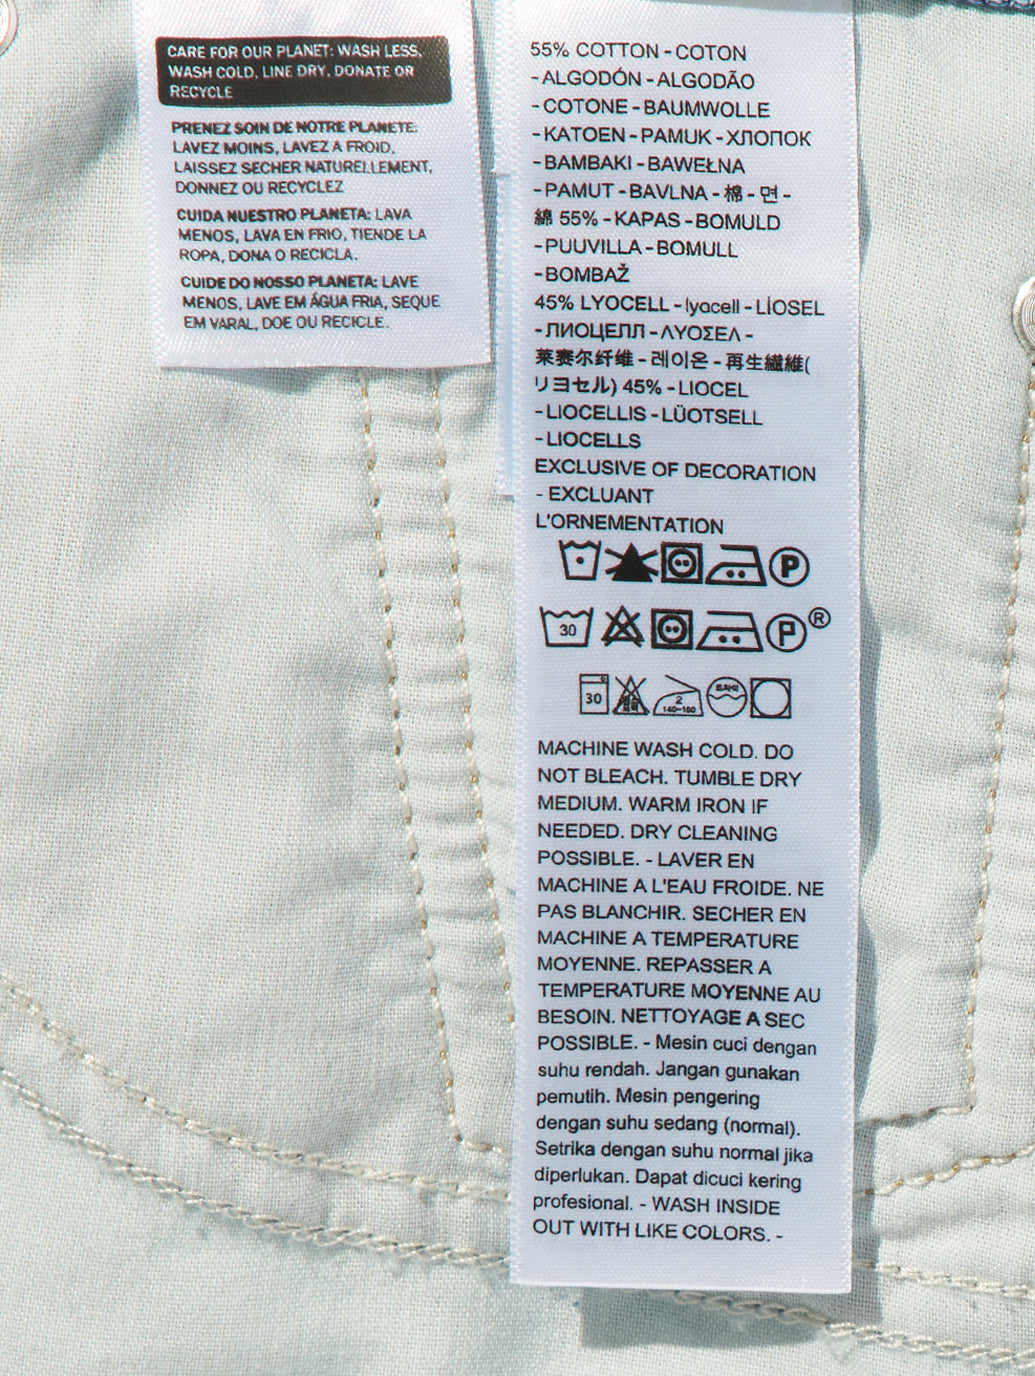 CARE FOR OUR PLANET: WASH LESS,
WASH COLD, LINE DRY, DONATE OR
RECYCLE
PRENEZ SOIN DE NOTRE PLANETE:
LAVEZ MOINS, LAVEZ A FROID,
LAISSEZ SECHER NATURELLEMENT,
DONNEZ OU RECYCLEZ
CUIDA NUESTRO PLANETA: LAVA
MENOS, LAVA EN FRIO, TIENDE LA
ROPA, DONA O RECICLA.
CUIDE DO NOSSO PLANETA: LAVE
MENOS, LAVE EM ÁGUA FRIA, SEQUE
EM VARAL, DOE OU RECICLE.
55% COTTON - COTON
- ALGODÓN - ALGODÃO
- COTONE - BAUMWOLLE
- KATOEN - PAMUK - ХЛОПОК
- ΒΑΜΒΑΚΙ - BAWEŁNA
- PAMUT - BAVLNA - 棉 - 면 -
綿 55% - KAPAS - BOMULD
- PUUVILLA - BOMULL
- BOMBAŽ
45% LYOCELL - lyocell - LİOSEL
- ЛИОЦЕЛЛ - ΛΥΟΣΕΛ -
莱赛尔纤维 - 레이온 - 再生繊維(
リヨセル) 45% - LIOCEL
- LIOCELLIS - LÜOTSELL
- LIOCELLS
EXCLUSIVE OF DECORATION
- EXCLUANT
L'ORNEMENTATION
P
30 P ®
30 염소 2 140~160 드라이
MACHINE WASH COLD. DO
NOT BLEACH. TUMBLE DRY
MEDIUM. WARM IRON IF
NEEDED. DRY CLEANING
POSSIBLE. - LAVER EN
MACHINE A L'EAU FROIDE. NE
PAS BLANCHIR. SECHER EN
MACHINE A TEMPERATURE
MOYENNE. REPASSER A
TEMPERATURE MOYENNE AU
BESOIN. NETTOYAGE A SEC
POSSIBLE. - Mesin cuci dengan
suhu rendah. Jangan gunakan
pemutih. Mesin pengering
dengan suhu sedang (normal).
Setrika dengan suhu normal jika
diperlukan. Dapat dicuci kering
profesional. - WASH INSIDE
OUT WITH LIKE COLORS. -